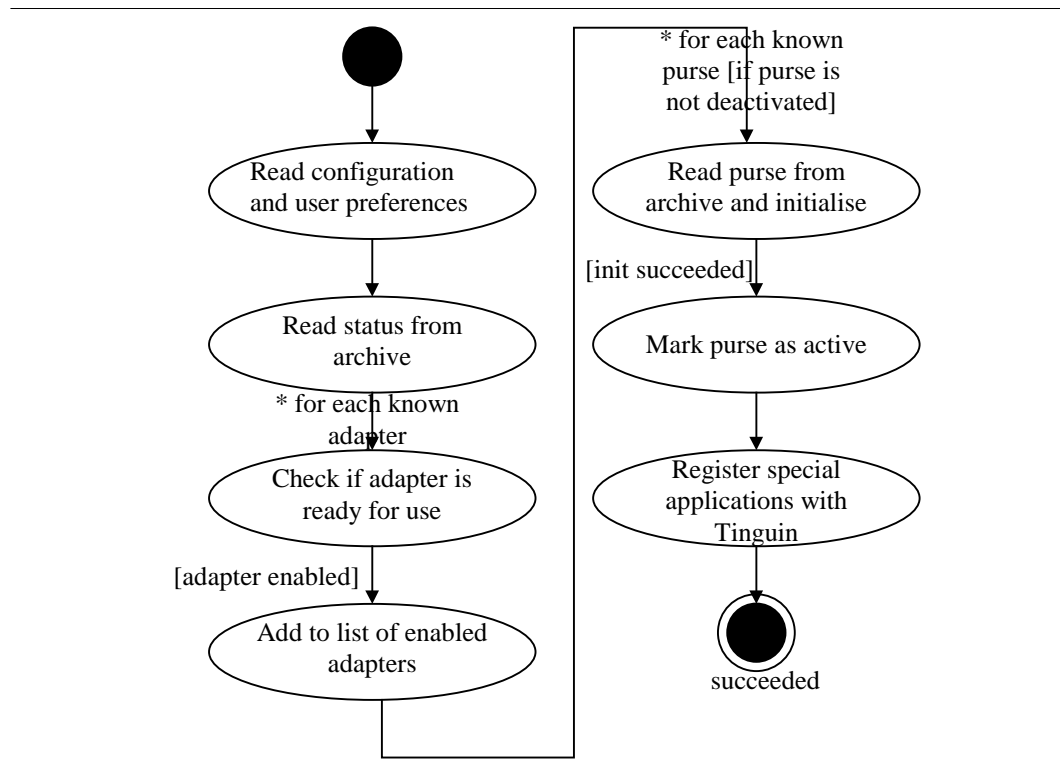 Read configuration
and user preferences
Read status from
archive
* for each known
adapter
Check if adapter is
ready for use
[adapter enabled]
Add to list of enabled
adapters
* for each known
purse [if purse is
not deactivated]
Read purse from
archive and initialise
[init succeeded]
Mark purse as active
Register special
applications with
Tinguin
succeeded